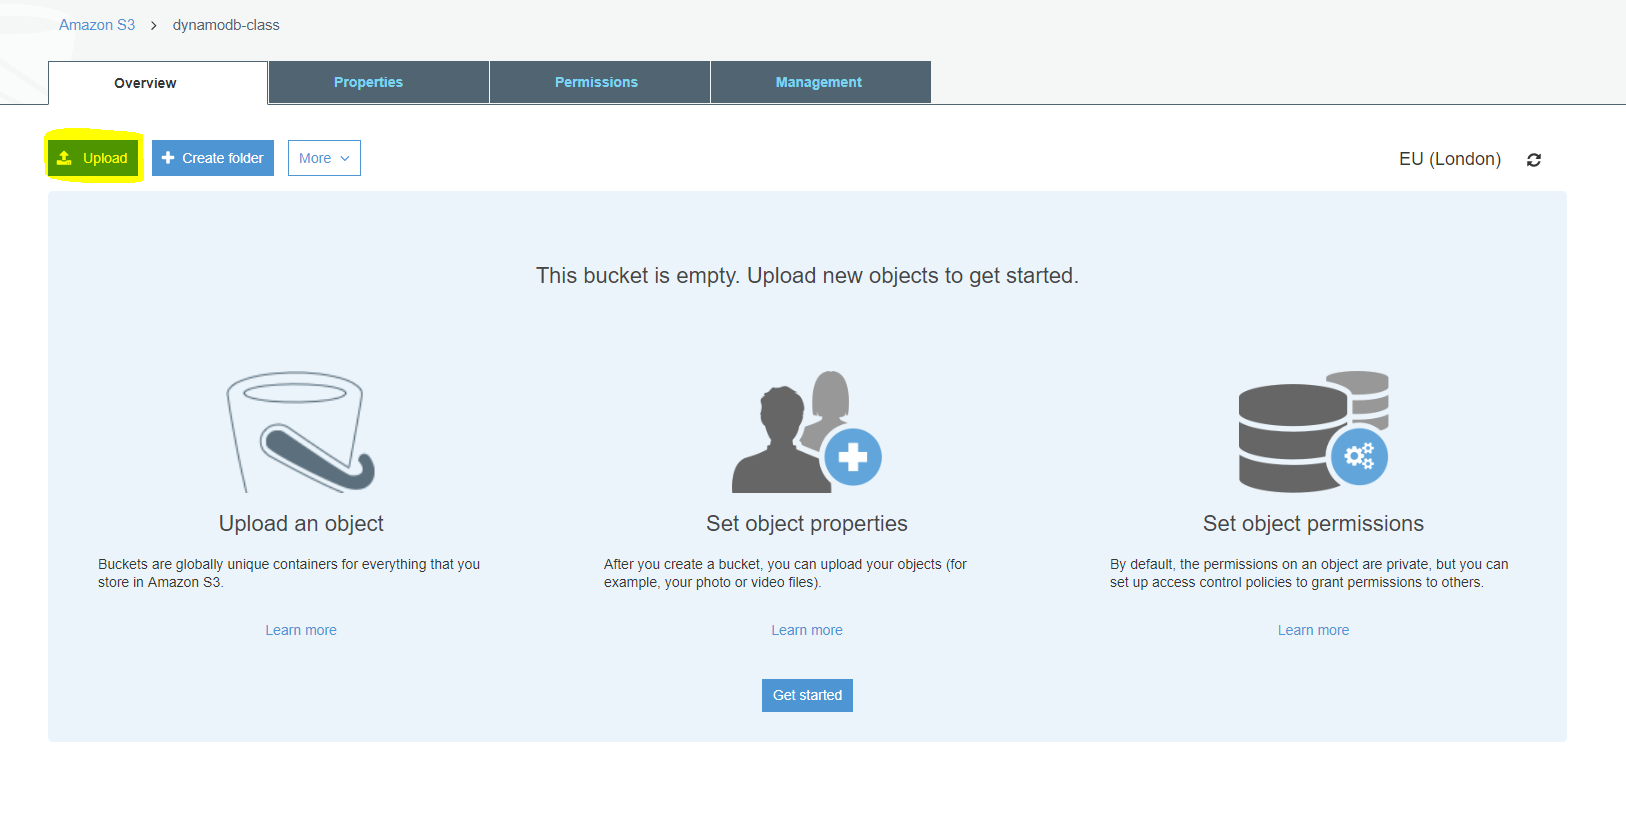 Amazon S3 > dynamodb-class
Overview
Properties
Permissions
Management
Upload
Create folder
More
EU (London)
This bucket is empty. Upload new objects to get started.
Upload an object
Buckets are globally unique containers for everything that you
store in Amazon S3.
Learn more
Set object properties
After you create a bucket, you can upload your objects (for
example, your photo or video files).
Learn more
Set object permissions
By default, the permissions on an object are private, but you can
set up access control policies to grant permissions to others.
Learn more
Get started